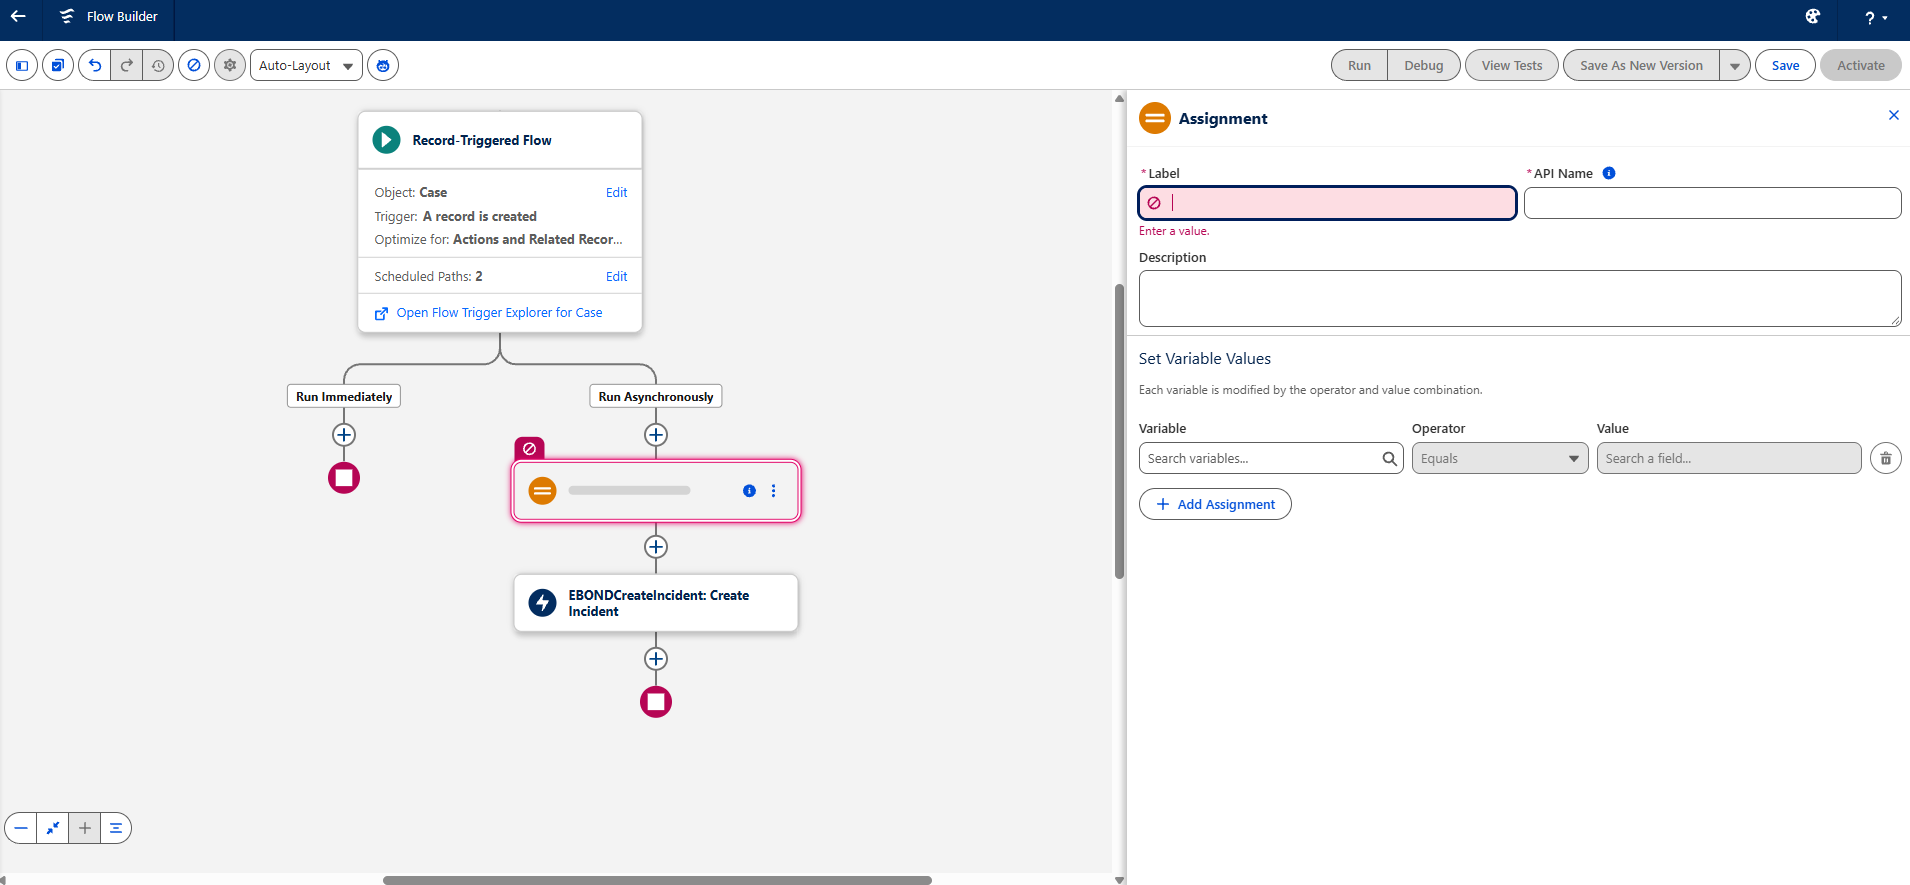 Flow Builder
?
Auto-Layout
Run
Debug
View Tests
Save As New Version
Save
Activate
Record-Triggered Flow
Object: Case
Edit
Trigger: A record is created
Optimize for: Actions and Related Recor...
Scheduled Paths: 2
Edit
Open Flow Trigger Explorer for Case
Run Immediately
Run Asynchronously
EBONDCreateIncident: Create
Incident
Assignment
*Label
*API Name
Enter a value.
Description
Set Variable Values
Each variable is modified by the operator and value combination.
Variable
Operator
Value
Search variables...
Equals
Search a field...
Add Assignment